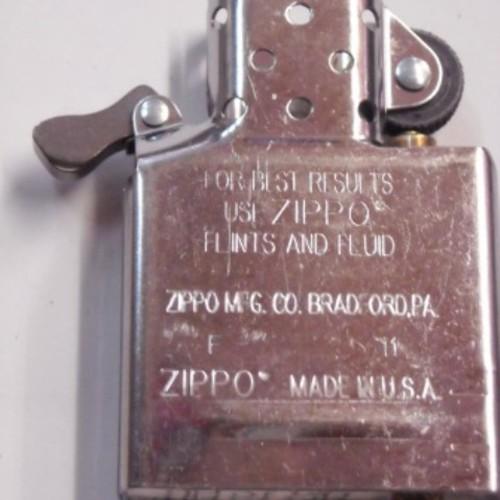 FOR BEST RESULTS
USE ZIPPO®
FLINTS AND FLUID
ZIPPO MFG. CO. BRADFORD, PA.
F 11
ZIPPO® MADE IN U.S.A.